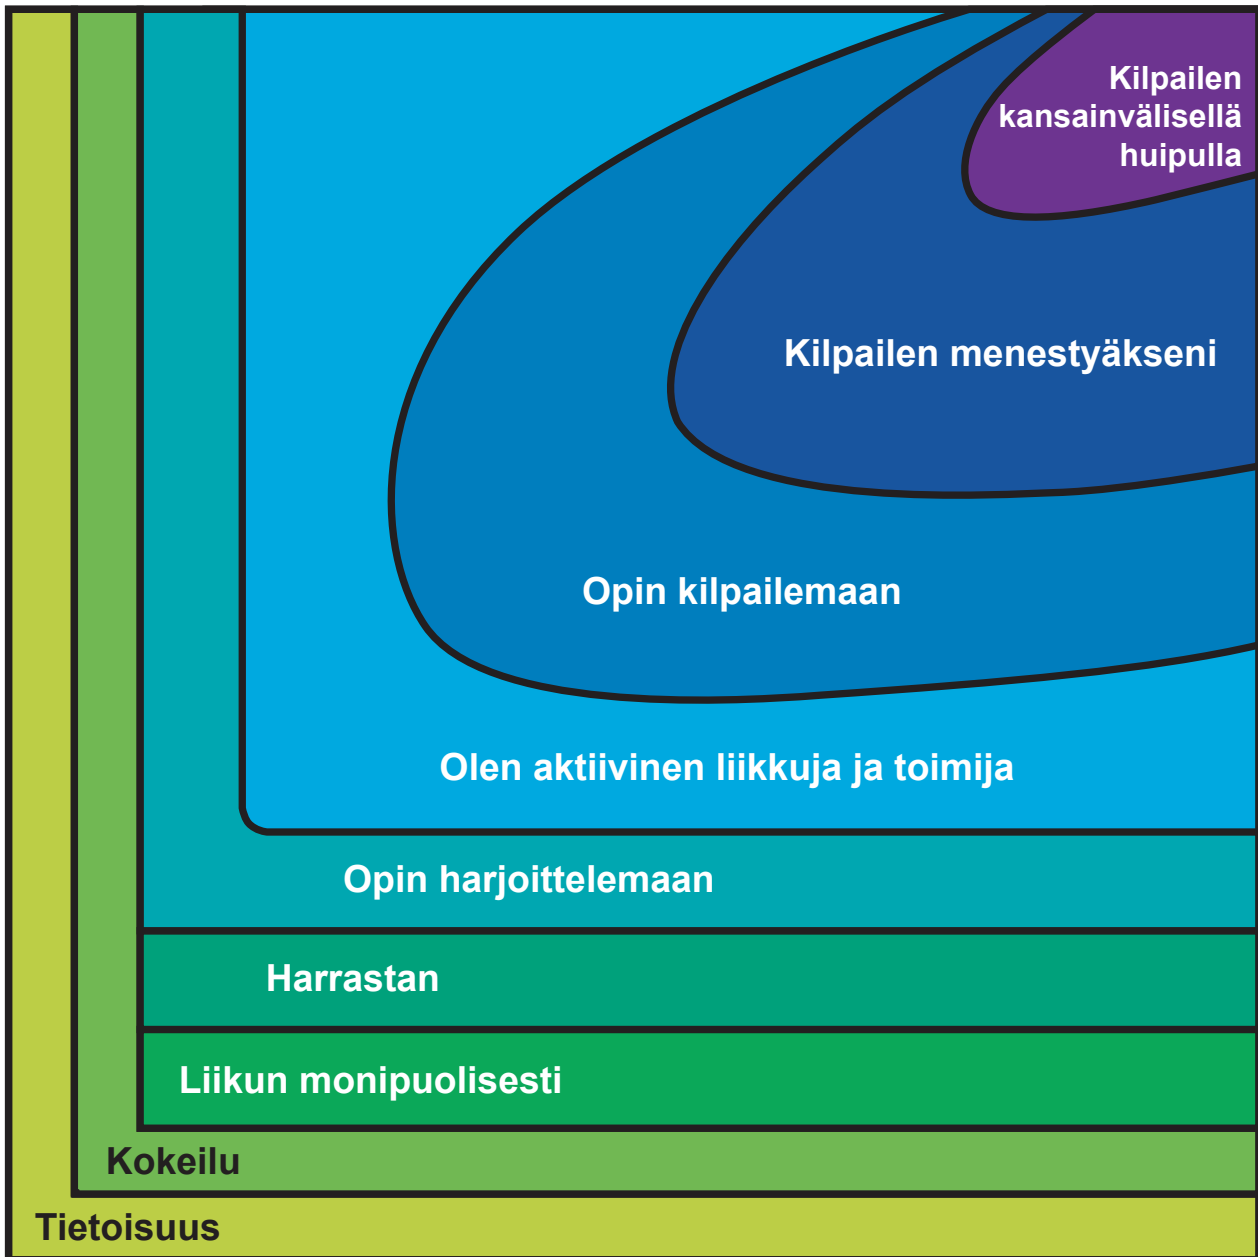 Kilpailen
kansainvälisellä
huipulla
Kilpailen menestyäkseni
Opin kilpailemaan
Olen aktiivinen liikkuja ja toimija
Opin harjoittelemaan
Harrastan
Liikun monipuolisesti
Kokeilu
Tietoisuus